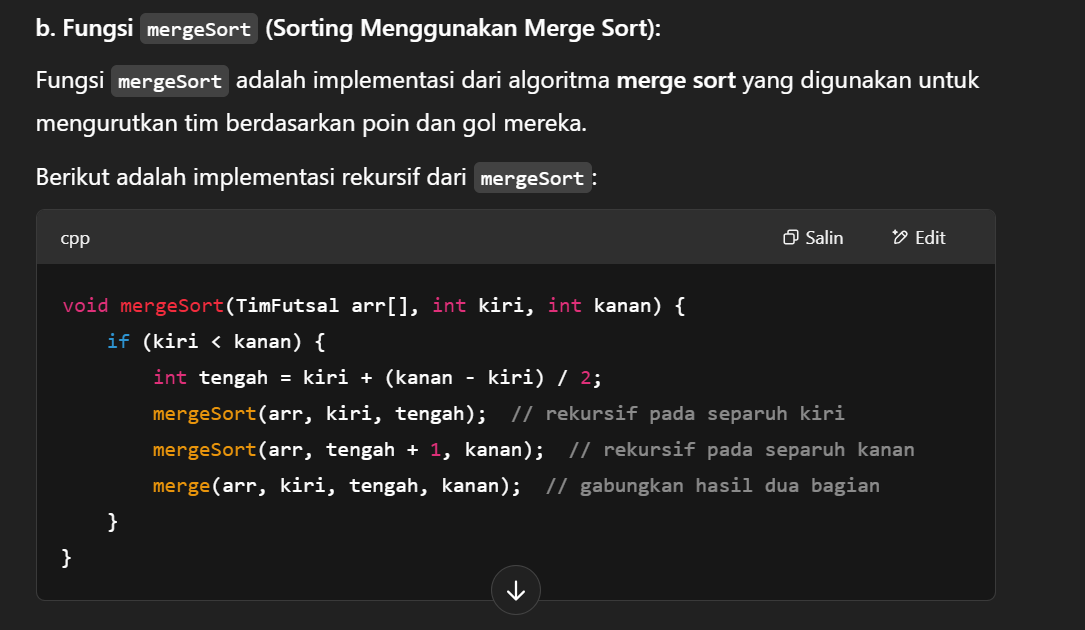 b. Fungsi mergeSort (Sorting Menggunakan Merge Sort):
Fungsi mergeSort adalah implementasi dari algoritma merge sort yang digunakan untuk
mengurutkan tim berdasarkan poin dan gol mereka.
Berikut adalah implementasi rekursif dari mergeSort:
cpp Salin Edit
void mergeSort(TimFutsal arr[], int kiri, int kanan) {
    if (kiri < kanan) {
        int tengah = kiri + (kanan - kiri) / 2;
        mergeSort(arr, kiri, tengah);  // rekursif pada separuh kiri
        mergeSort(arr, tengah + 1, kanan);  // rekursif pada separuh kanan
        merge(arr, kiri, tengah, kanan);  // gabungkan hasil dua bagian
    }
}